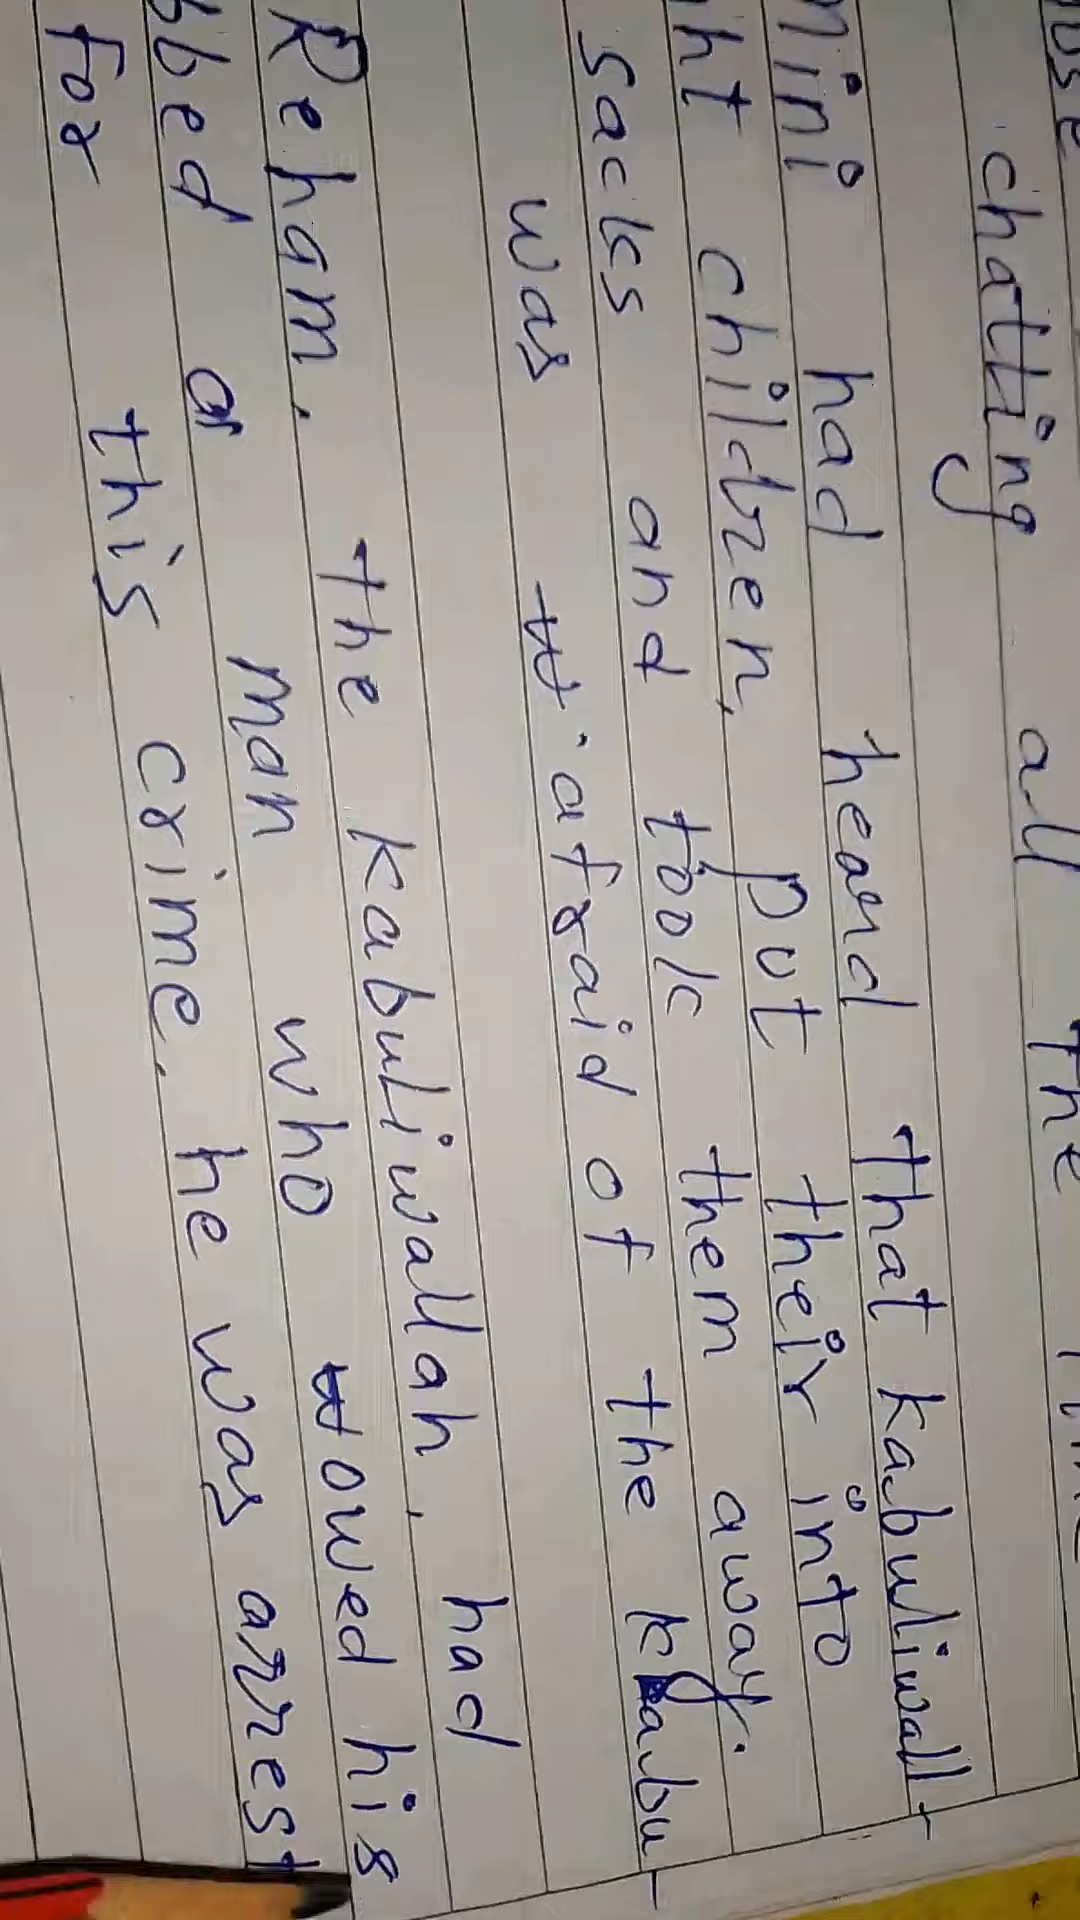 chatting all the
Mini had heard that kabuliwall-
ht children, put their into
sacks and took them away.
was afraid of the kabu-
Reham, the kabuliwallah, had
bbed a man who owed his
for this crime. he was arrest